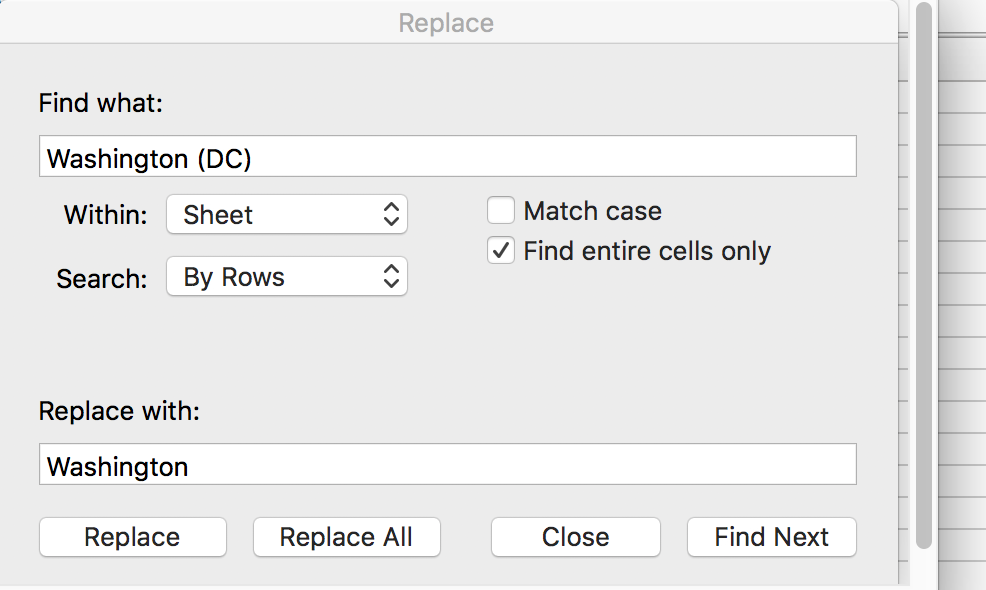 Replace
Find what:
Washington (DC)
Within: Sheet
Match case
Find entire cells only
Search: By Rows
Replace with:
Washington
Replace
Replace All
Close
Find Next